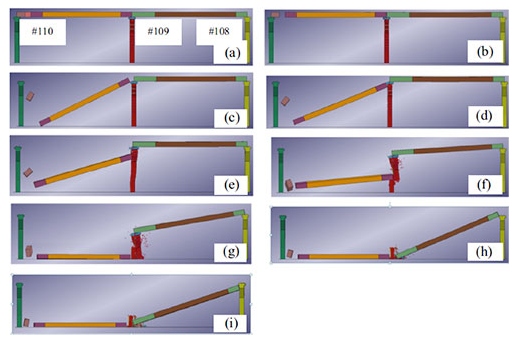 #110 #109 #108
(a) (b)
(c) (d)
(e) (f)
(g) (h)
(i)